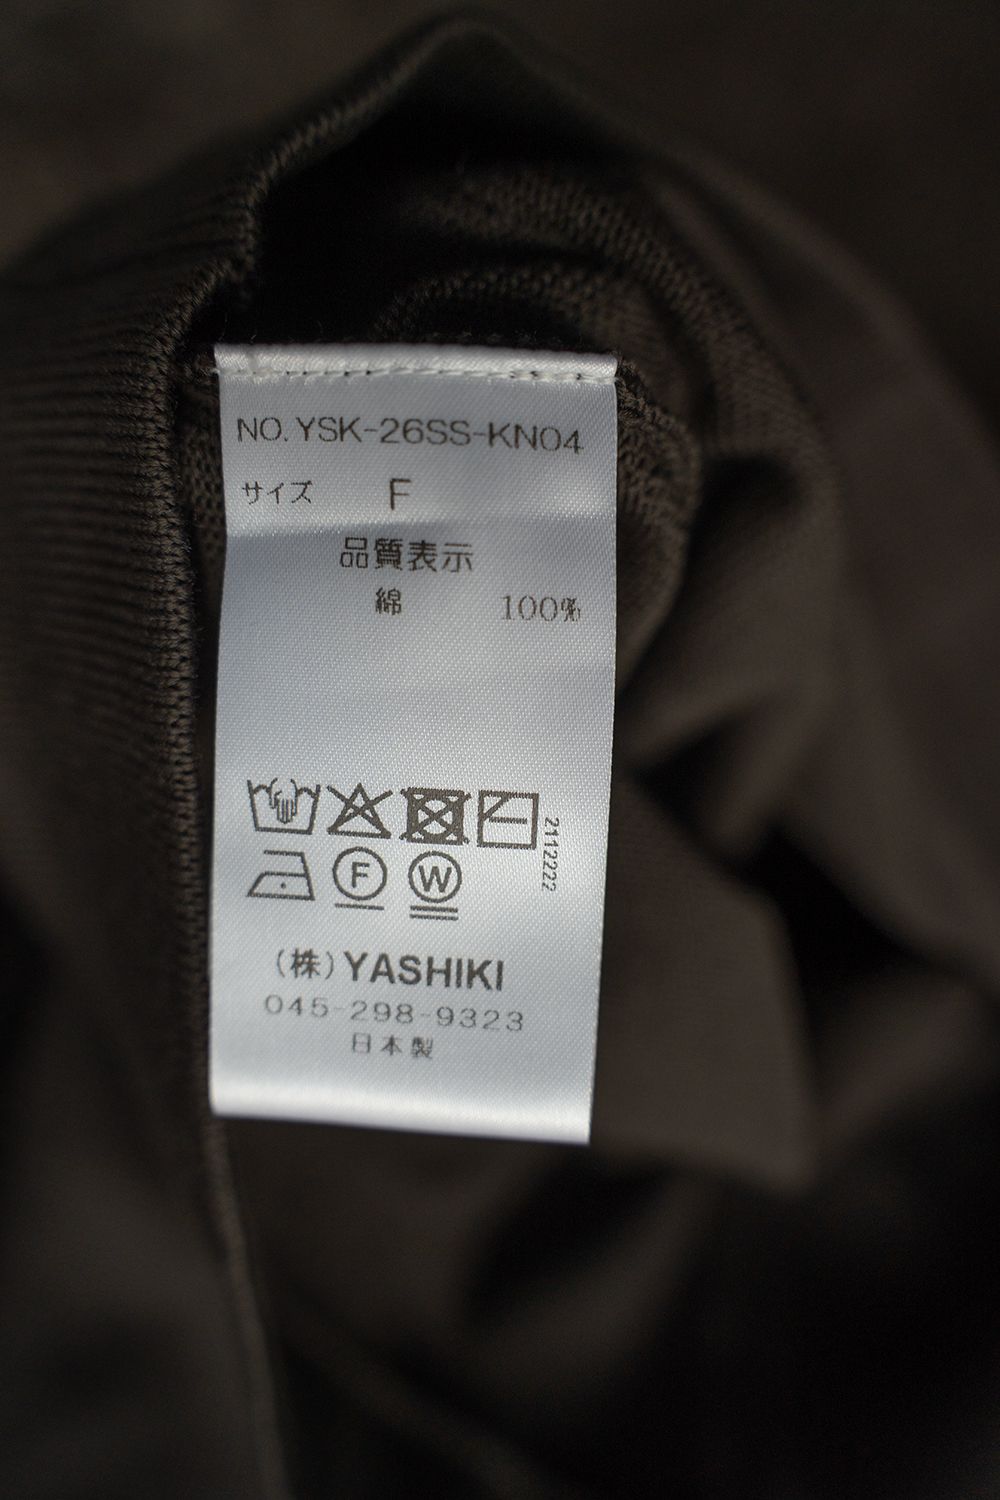 NO. YSK-26SS-KN04
サイズ F
品質表示
綿 100%
2112222
F W
(株) YASHIKI
045-298-9323
日本製